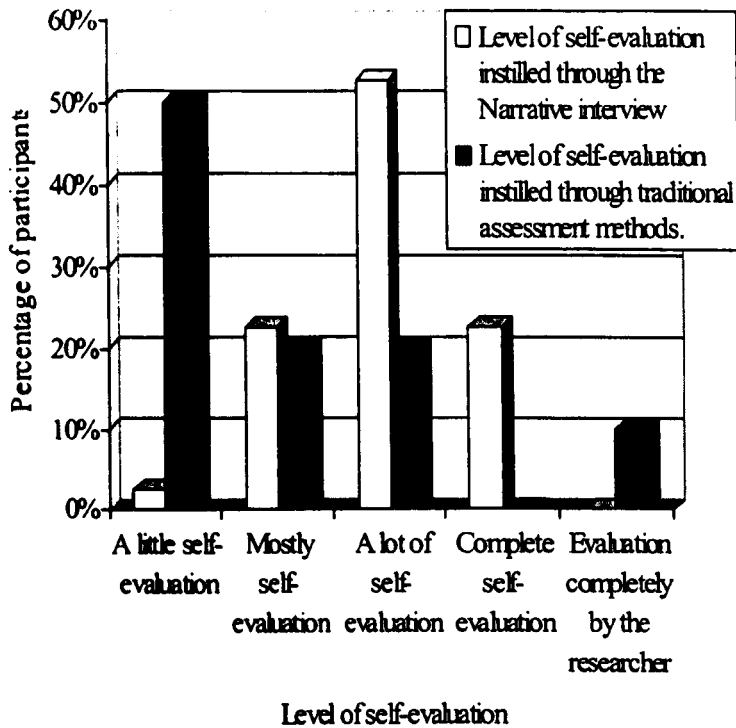 60%
50%
40%
30%
20%
10%
0%
Percentage of participants
Level of self-evaluation
instilled through the
Narrative interview
Level of self-evaluation
instilled through traditional
assessment methods.
A little self-
evaluation
Mostly
self-
evaluation
A lot of
self-
evaluation
Complete
self-
evaluation
Evaluation
completely
by the
researcher
Level of self-evaluation